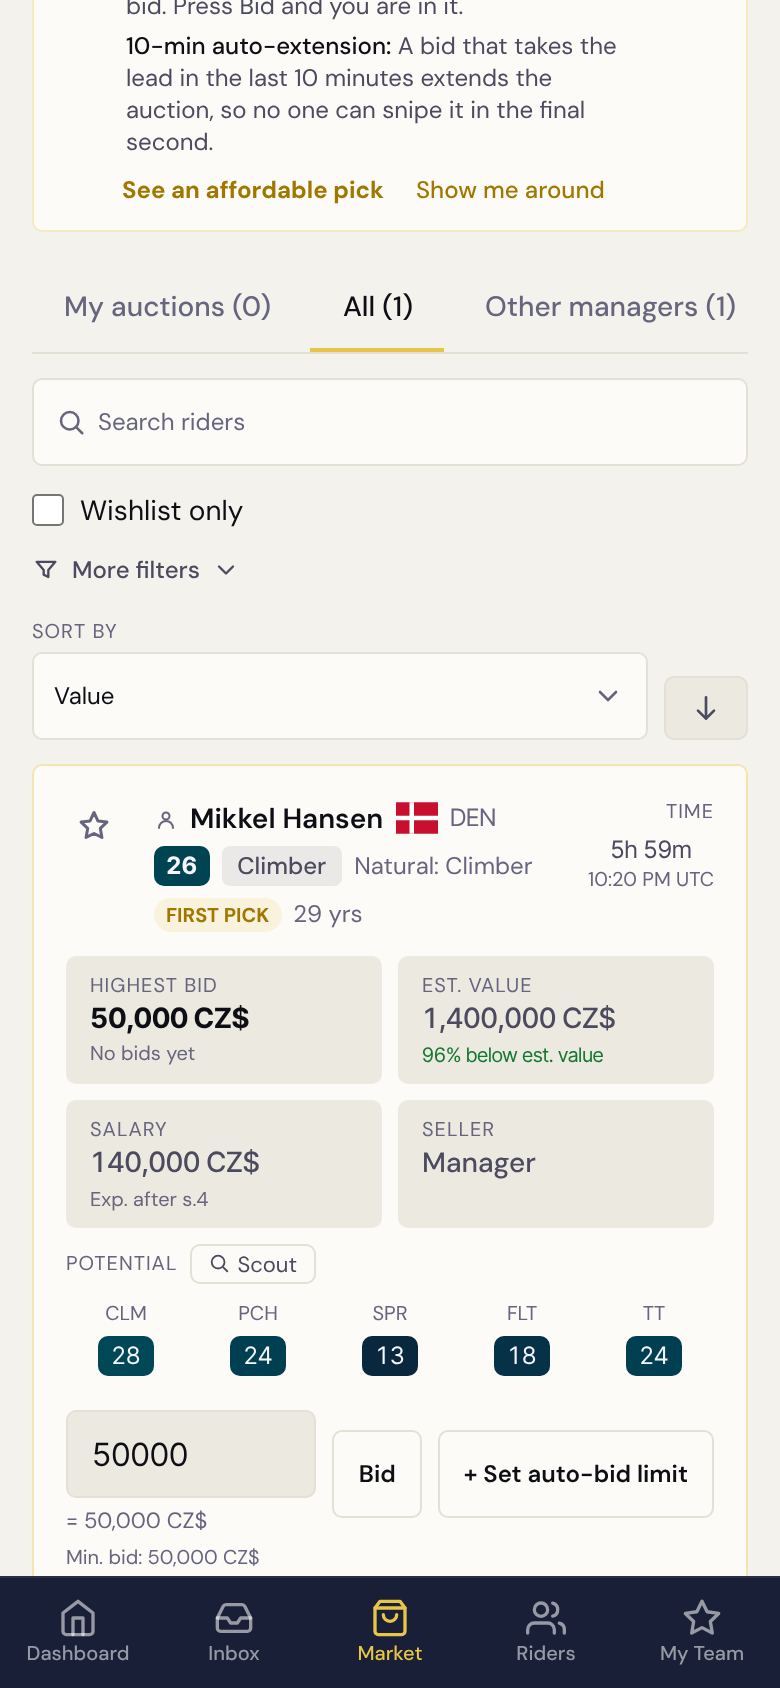 bid. Press Bid and you are in it.
10-min auto-extension: A bid that takes the
lead in the last 10 minutes extends the
auction, so no one can snipe it in the final
second.
See an affordable pick Show me around
My auctions (0) All (1) Other managers (1)
Search riders
Wishlist only
More filters
SORT BY
Value
Mikkel Hansen DEN
TIME
26 Climber Natural: Climber
5h 59m
10:20 PM UTC
FIRST PICK 29 yrs
HIGHEST BID
50,000 CZ$
No bids yet
EST. VALUE
1,400,000 CZ$
96% below est. value
SALARY
140,000 CZ$
Exp. after s.4
SELLER
Manager
POTENTIAL Scout
CLM PCH SPR FLT TT
28 24 13 18 24
50000 Bid + Set auto-bid limit
= 50,000 CZ$
Min. bid: 50,000 CZ$
Dashboard Inbox Market Riders My Team